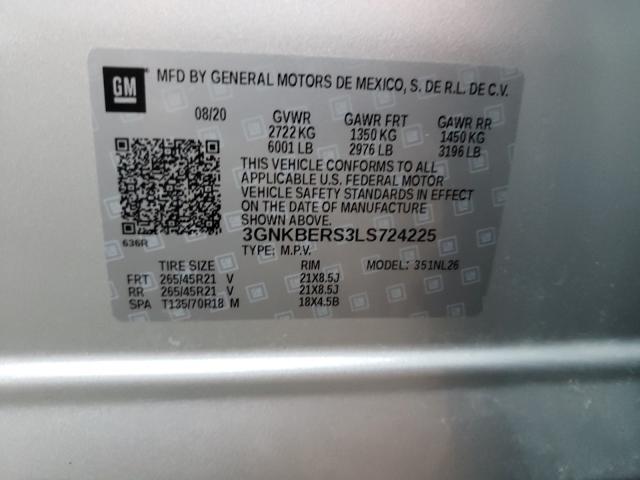 GM
MFD BY GENERAL MOTORS DE MEXICO, S. DE R.L. DE C.V.
08/20 GVWR GAWR FRT GAWR RR
2722 KG 1350 KG 1450 KG
6001 LB 2976 LB 3196 LB
THIS VEHICLE CONFORMS TO ALL
APPLICABLE U.S. FEDERAL MOTOR
VEHICLE SAFETY STANDARDS IN EFFECT
ON THE DATE OF MANUFACTURE
SHOWN ABOVE.
3GNKBERS3LS724225
636R
TYPE: M.P.V.
TIRE SIZE RIM MODEL: 351NL26
FRT 265/45R21 V 21X8.5J
RR 265/45R21 V 21X8.5J
SPA T135/70R18 M 18X4.5B